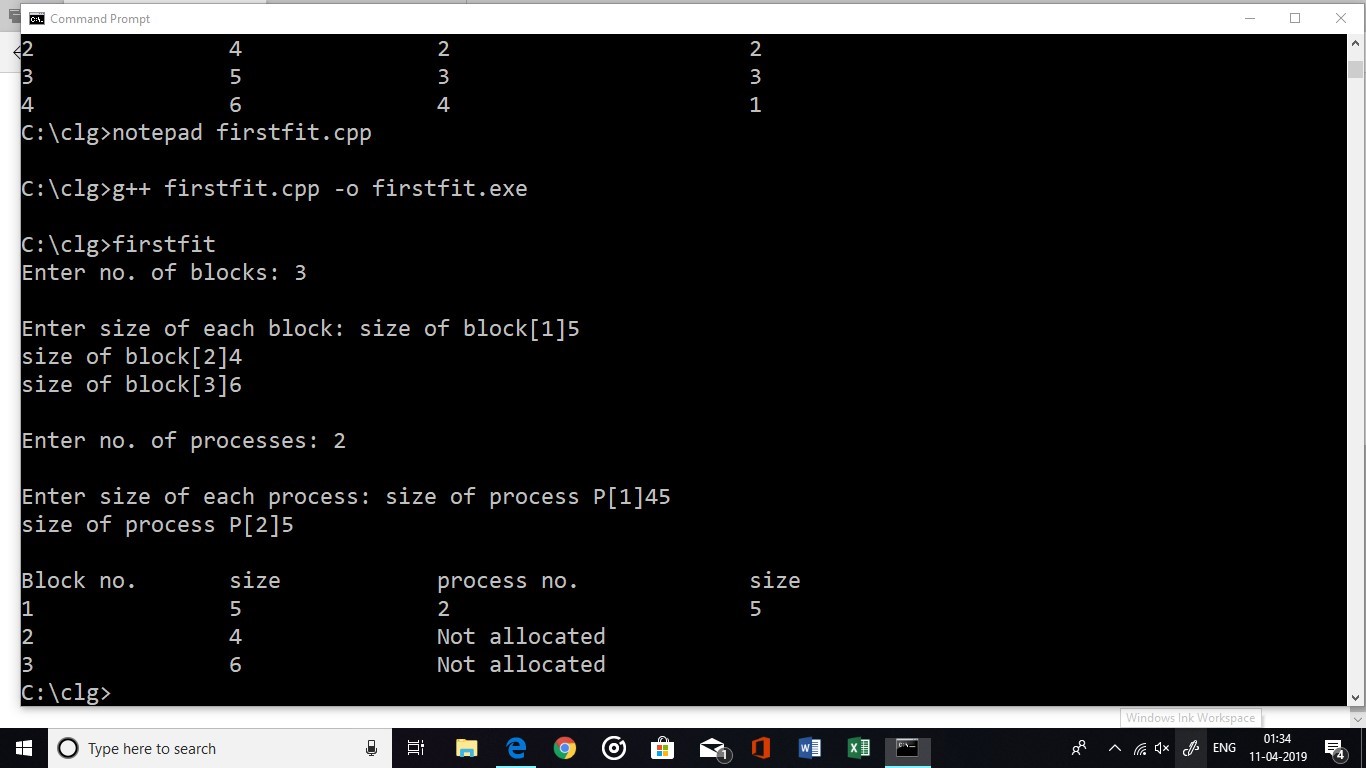 Command Prompt
2 4 2 2
3 5 3 3
4 6 4 1
C:\clg>notepad firstfit.cpp
C:\clg>g++ firstfit.cpp -o firstfit.exe
C:\clg>firstfit
Enter no. of blocks: 3
Enter size of each block: size of block[1]5
size of block[2]4
size of block[3]6
Enter no. of processes: 2
Enter size of each process: size of process P[1]45
size of process P[2]5
Block no. size process no. size
1 5 2 5
2 4 Not allocated
3 6 Not allocated
C:\clg>
Windows Ink Workspace
Type here to search
1
ENG
01:34
11-04-2019
4